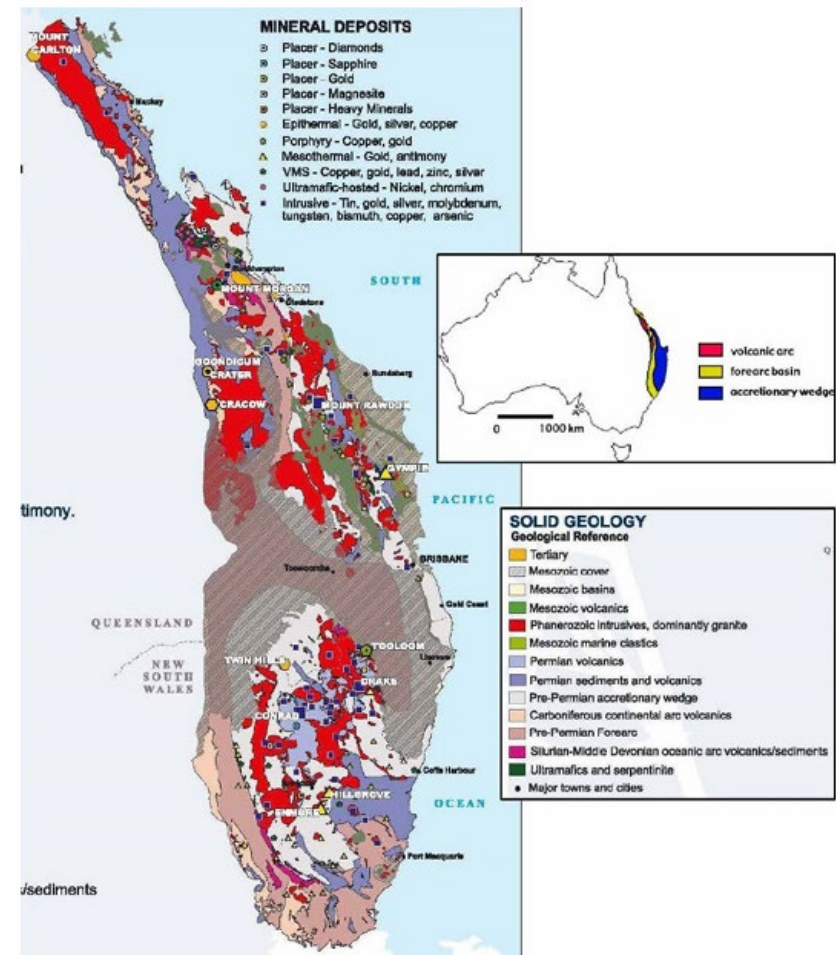 MINERAL DEPOSITS
Placer - Diamonds
Placer - Sapphire
Placer - Gold
Placer - Magnesite
Placer - Heavy Minerals
Epithermal - Gold, silver, copper
Porphyry - Copper, gold
Mesothermal - Gold, antimony
VMS - Copper, gold, lead, zinc, silver
Ultramafic-hosted - Nickel, chromium
Intrusive - Tin, gold, silver, molybdenum,
tungsten, bismuth, copper, arsenic
MOUNT
CARLTON
Mackay
Rockhampton
MOUNT MORGAN
Gladstone
SOUTH
GOONDICUM
CRATER
CRACOW
Bundaberg
MOUNT RAWDON
GYMPIE
PACIFIC
timony.
Toowoomba
BRISBANE
Gold Coast
QUEENSLAND
NEW
SOUTH
WALES
TWIN HILLS
TOOLOOM
Lismore
DRAKE
CONRAD
Coffs Harbour
HILLGROVE
ENMORE
OCEAN
Port Macquarie
s/sediments
volcanic arc
forearc basin
accretionary wedge
0 1000 km
SOLID GEOLOGY
Geological Reference
Q
Tertiary
Mesozoic cover
Mesozoic basins
Mesozoic volcanics
Phanerozoic intrusives, dominantly granite
Mesozoic marine clastics
Permian volcanics
Permian sediments and volcanics
Pre-Permian accretionary wedge
Carboniferous continental arc volcanics
Pre-Permian Forearc
Silurian-Middle Devonian oceanic arc volcanics/sediments
Ultramafics and serpentinite
Major towns and cities